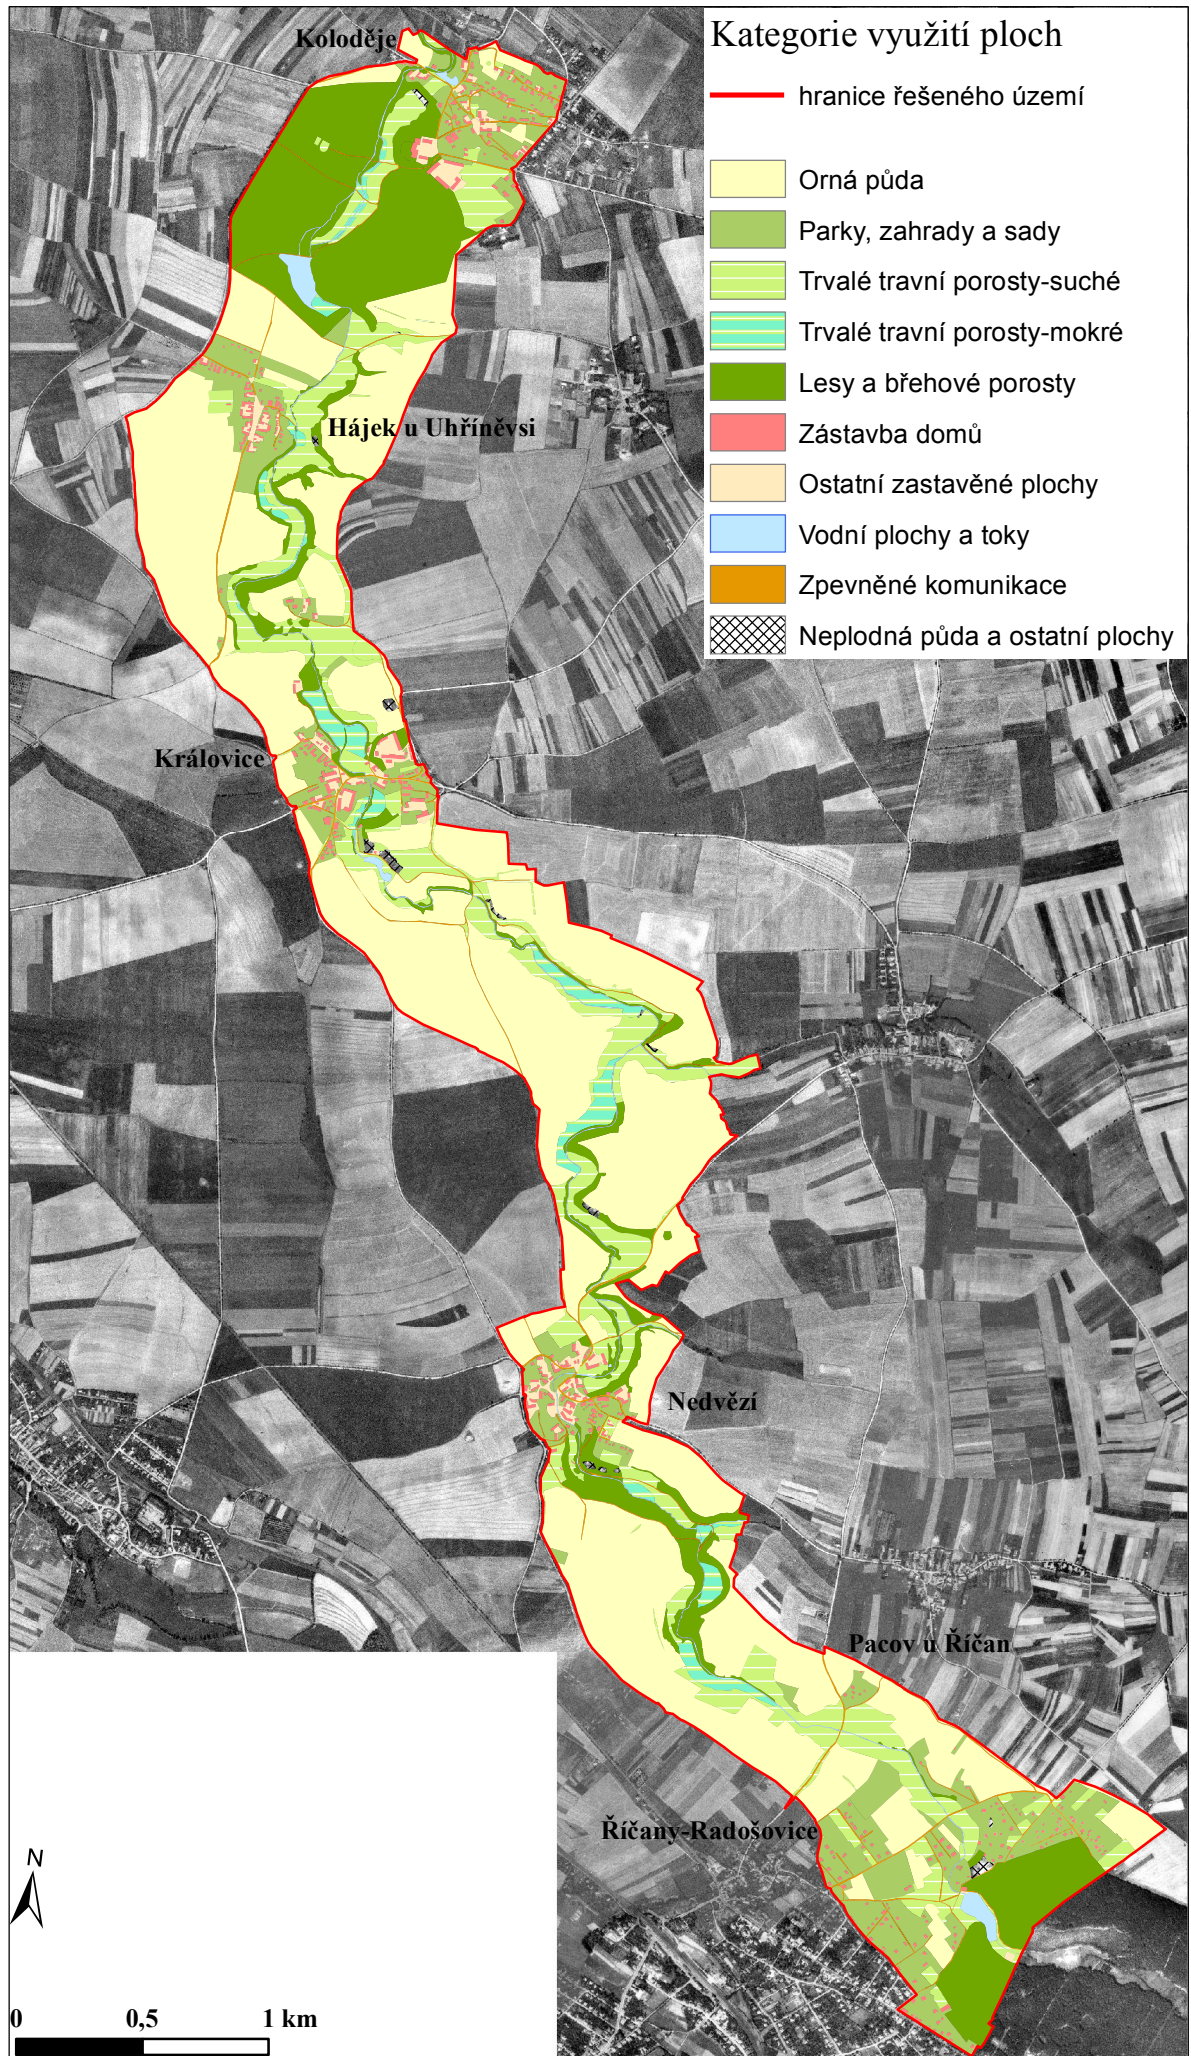 Kategorie využití ploch
hranice řešeného území
Orná půda
Parky, zahrady a sady
Trvalé travní porosty-suché
Trvalé travní porosty-mokré
Lesy a břehové porosty
Zástavba domů
Ostatní zastavěné plochy
Vodní plochy a toky
Zpevněné komunikace
Neplodná půda a ostatní plochy
Koloděje
Hájek u Uhříněvsi
Královice
Nedvězí
Pacov u Říčan
Říčany-Radošovice
N
0 0,5 1 km